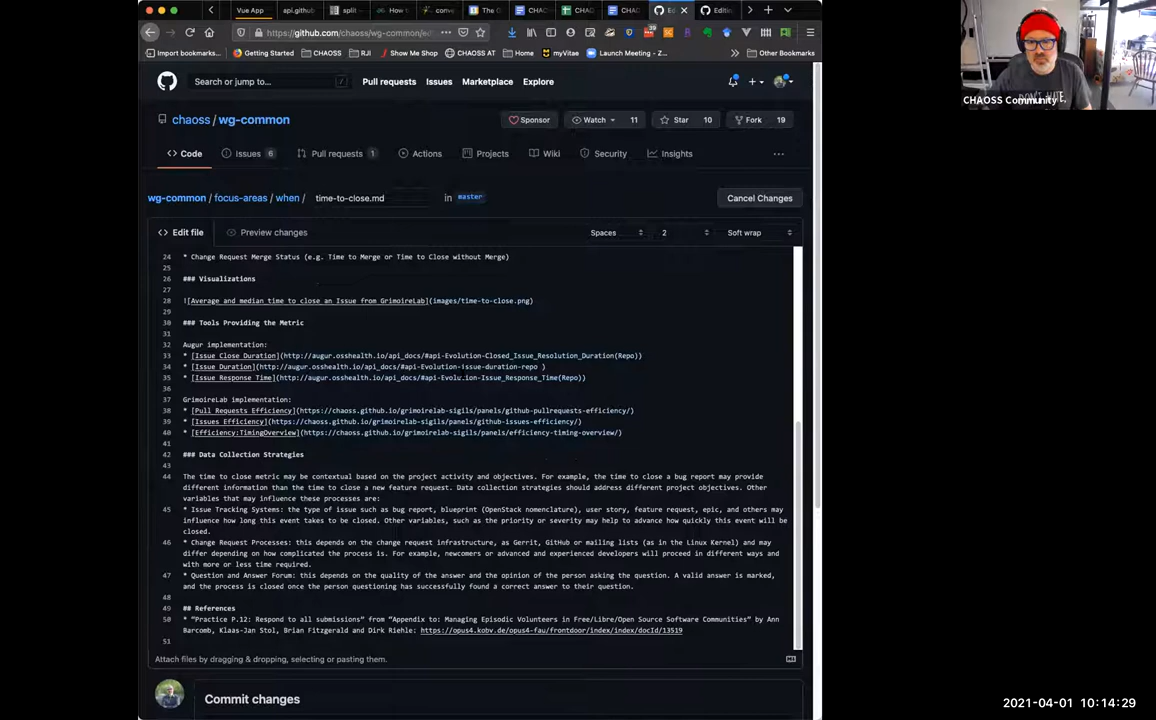 Vue App
api.github
split
How t
conve
The O
CHAO
CHA
CHAO
Ed
Editin
https://github.com/chaoss/wg-common/ed
Import bookmarks...
Getting Started
CHAOSS
RJI
Show Me Shop
CHAOSS AT
Home
myVitae
Launch Meeting - Z...
Other Bookmarks
Search or jump to...
/
Pull requests
Issues
Marketplace
Explore
chaoss / wg-common
Sponsor
Watch
11
Star
10
Fork
19
Code
Issues 6
Pull requests 1
Actions
Projects
Wiki
Security
Insights
wg-common / focus-areas / when / time-to-close.md in master
Cancel Changes
Edit file
Preview changes
Spaces
2
Soft wrap
24 * Change Request Merge Status (e.g. Time to Merge or Time to Close without Merge)
25
26 ### Visualizations
27
28 ![Average and median time to close an Issue from GrimoireLab](images/time-to-close.png)
29
30 ### Tools Providing the Metric
31
32 Augur implementation:
33 * [Issue Close Duration](http://augur.osshealth.io/api_docs/#api-Evolution-Closed_Issue_Resolution_Duration(Repo))
34 * [Issue Duration](http://augur.osshealth.io/api_docs/#api-Evolution-issue-duration-repo )
35 * [Issue Response Time](http://augur.osshealth.io/api_docs/#api-Evolution-Issue_Response_Time(Repo))
36
37 GrimoireLab implementation:
38 * [Pull Requests Efficiency](https://chaoss.github.io/grimoirelab-sigils/panels/github-pullrequests-efficiency/)
39 * [Issues Efficiency](https://chaoss.github.io/grimoirelab-sigils/panels/github-issues-efficiency/)
40 * [Efficiency:TimingOverview](https://chaoss.github.io/grimoirelab-sigils/panels/efficiency-timing-overview/)
41
42 ### Data Collection Strategies
43
44 The time to close metric may be contextual based on the project activity and objectives. For example, the time to close a bug report may provide
different information than the time to close a new feature request. Data collection strategies should address different project objectives. Other
variables that may influence these processes are:
45 * Issue Tracking Systems: the type of issue such as bug report, blueprint (OpenStack nomenclature), user story, feature request, epic, and others may
influence how long this event takes to be closed. Other variables, such as the priority or severity may help to advance how quickly this event will be
closed.
46 * Change Request Processes: this depends on the change request infrastructure, as Gerrit, GitHub or mailing lists (as in the Linux Kernel) and may
differ depending on how complicated the process is. For example, newcomers or advanced and experienced developers will proceed in different ways and
with more or less time required.
47 * Question and Answer Forum: this depends on the quality of the answer and the opinion of the person asking the question. A valid answer is marked,
and the process is closed once the person questioning has successfully found a correct answer to their question.
48
49 ## References
50 * “Practice P.12: Respond to all submissions” from “Appendix to: Managing Episodic Volunteers in Free/Libre/Open Source Software Communities” by Ann
Barcomb, Klaas-Jan Stol, Brian Fitzgerald and Dirk Riehle: https://opus4.kobv.de/opus4-fau/frontdoor/index/index/docId/13519
51
Attach files by dragging & dropping, selecting or pasting them.
Commit changes
CHAOSS Community
2021-04-01 10:14:29